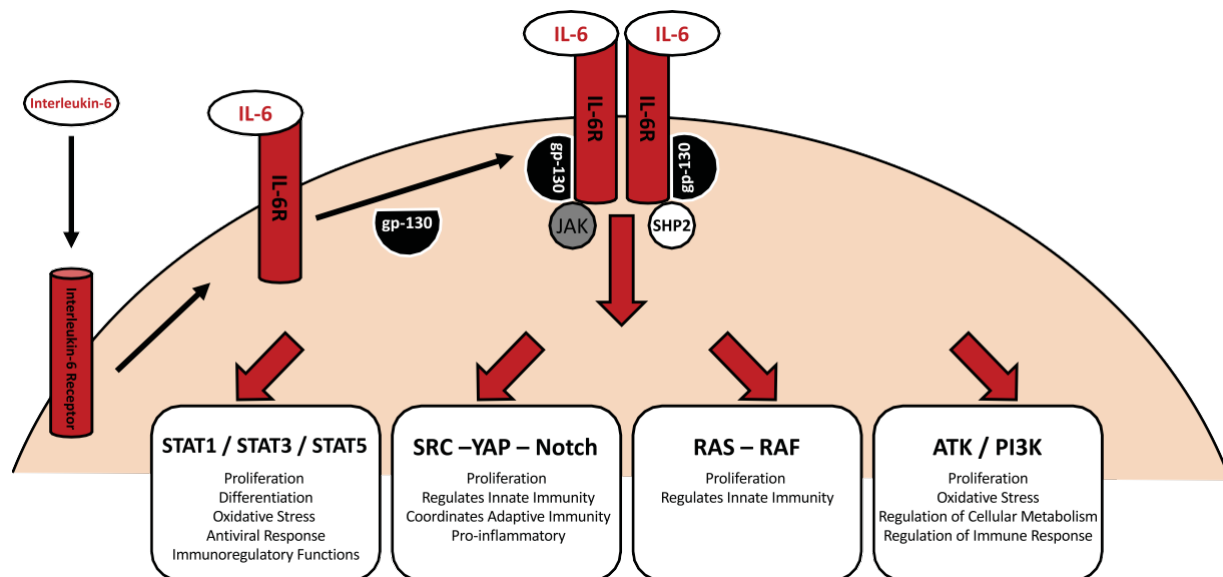 IL-6
IL-6
Interleukin-6
IL-6
IL-6R
IL-6R
IL-6R
gp-130
gp-130
gp-130
JAK
SHP2
Interleukin-6 Receptor
STAT1 / STAT3 / STAT5
Proliferation
Differentiation
Oxidative Stress
Antiviral Response
Immunoregulatory Functions
SRC –YAP – Notch
Proliferation
Regulates Innate Immunity
Coordinates Adaptive Immunity
Pro-inflammatory
RAS – RAF
Proliferation
Regulates Innate Immunity
ATK / PI3K
Proliferation
Oxidative Stress
Regulation of Cellular Metabolism
Regulation of Immune Response